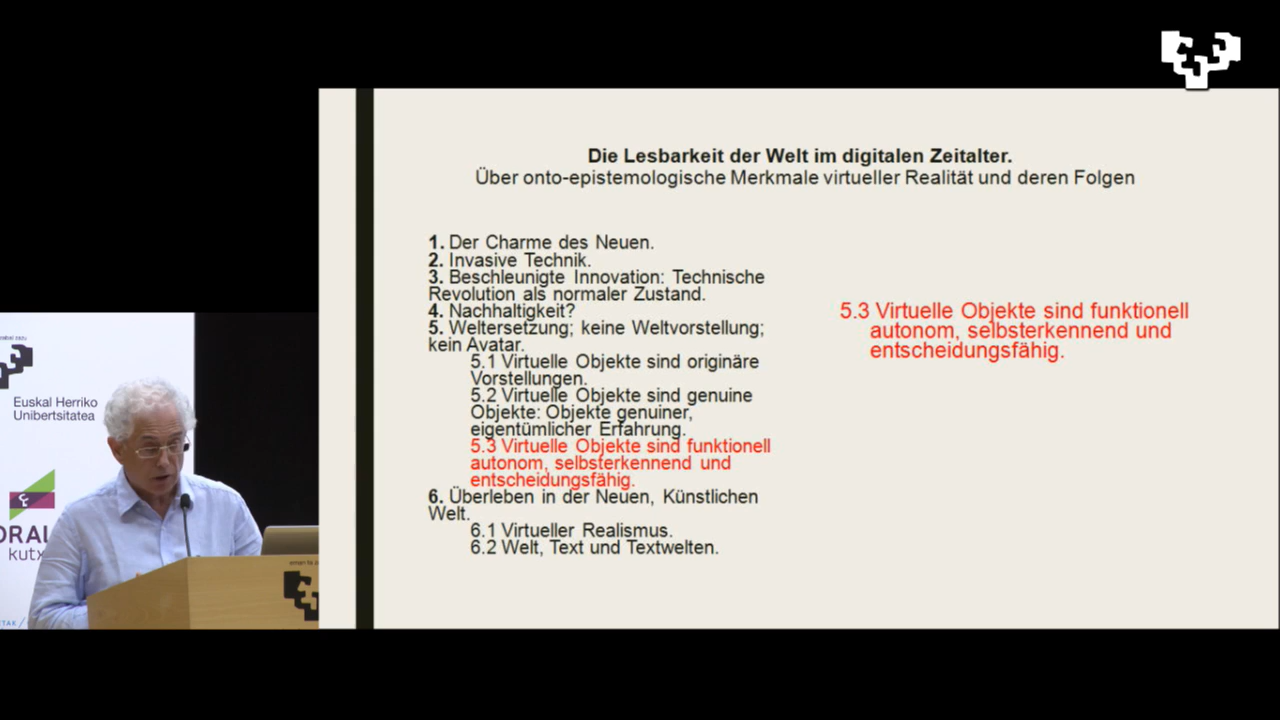 Die Lesbarkeit der Welt im digitalen Zeitalter.
Über onto-epistemologische Merkmale virtueller Realität und deren Folgen
1. Der Charme des Neuen.
2. Invasive Technik.
3. Beschleunigte Innovation: Technische
Revolution als normaler Zustand.
4. Nachhaltigkeit?
5. Weltersetzung; keine Weltvorstellung;
kein Avatar.
5.1 Virtuelle Objekte sind originäre
Vorstellungen.
5.2 Virtuelle Objekte sind genuine
Objekte: Objekte genuiner,
eigentümlicher Erfahrung.
5.3 Virtuelle Objekte sind funktionell
autonom, selbsterkennend und
entscheidungsfähig.
6. Überleben in der Neuen, Künstlichen
Welt.
6.1 Virtueller Realismus.
6.2 Welt, Text und Textwelten.
5.3 Virtuelle Objekte sind funktionell
autonom, selbsterkennend und
entscheidungsfähig.
Euskal Herriko
Unibertsitatea
ORAL
kutx